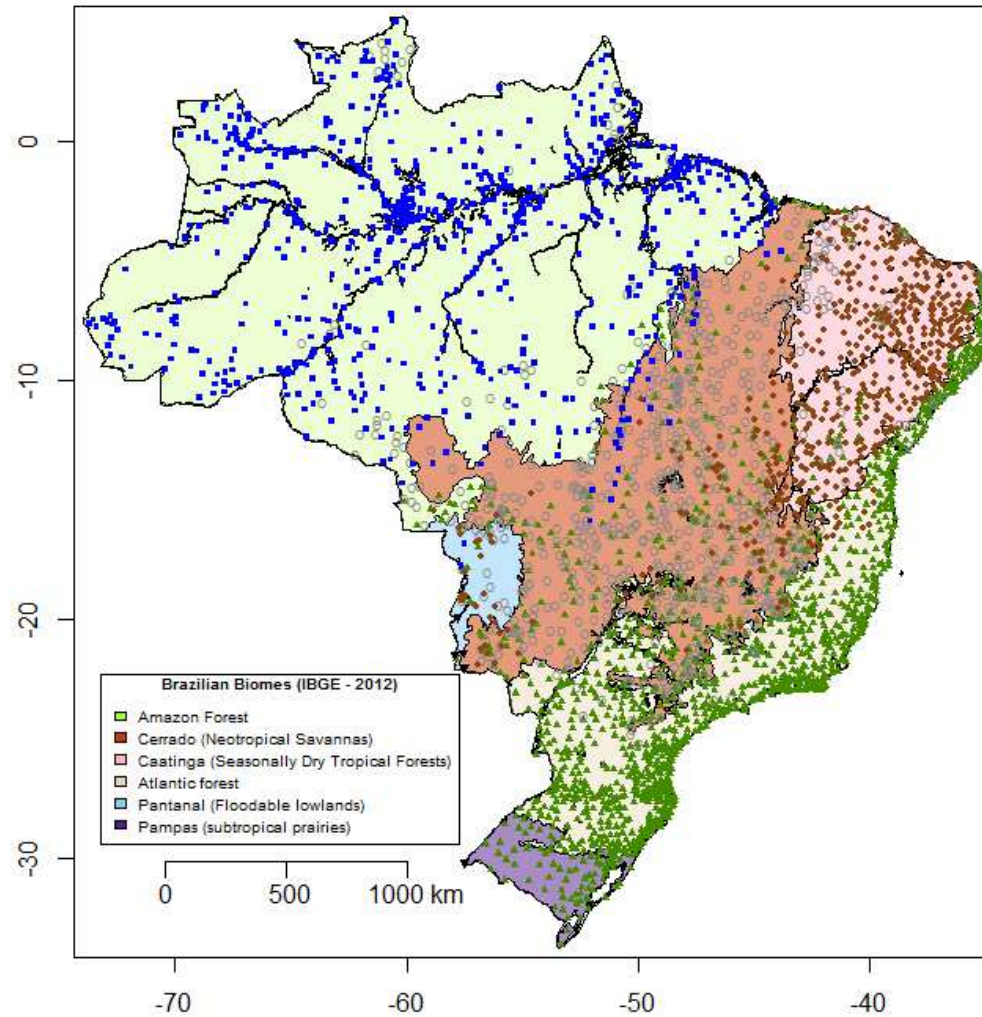 0
-10
-20
-30
Brazilian Biomes (IBGE - 2012)
Amazon Forest
Cerrado (Neotropical Savannas)
Caatinga (Seasonally Dry Tropical Forests)
Atlantic forest
Pantanal (Floodable lowlands)
Pampas (subtropical prairies)
0 500 1000 km
-70 -60 -50 -40